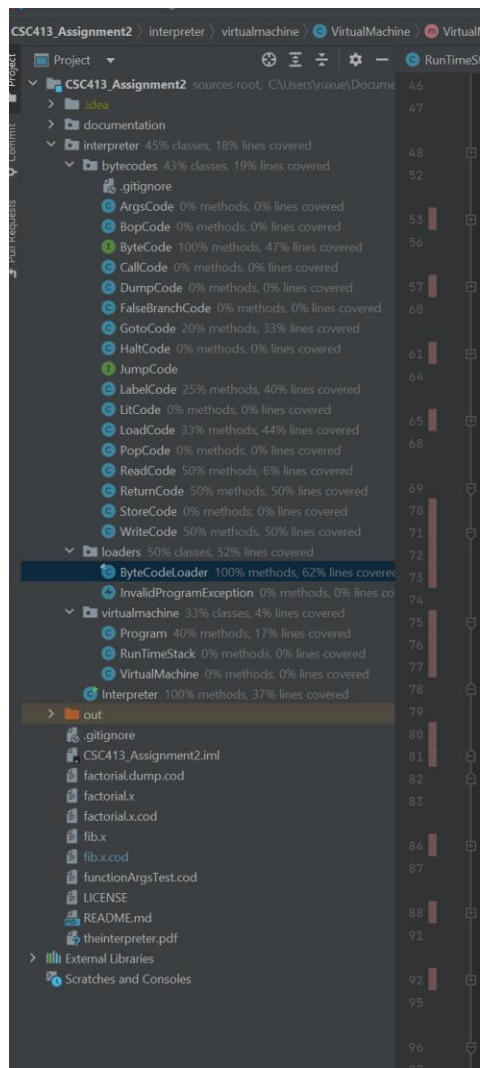 CSC413_Assignment2 〉 interpreter 〉 virtualmachine 〉 VirtualMachine 〉 Virtual
Project
RunTimeSt
Project
Commit
Pull Requests
CSC413_Assignment2 sources root, C:\Users\ruxue\Docume
.idea
documentation
interpreter 45% classes, 18% lines covered
bytecodes 43% classes, 19% lines covered
.gitignore
ArgsCode 0% methods, 0% lines covered
BopCode 0% methods, 0% lines covered
ByteCode 100% methods, 47% lines covered
CallCode 0% methods, 0% lines covered
DumpCode 0% methods, 0% lines covered
FalseBranchCode 0% methods, 0% lines covered
GotoCode 20% methods, 33% lines covered
HaltCode 0% methods, 0% lines covered
JumpCode
LabelCode 25% methods, 40% lines covered
LitCode 0% methods, 0% lines covered
LoadCode 33% methods, 44% lines covered
PopCode 0% methods, 0% lines covered
ReadCode 50% methods, 6% lines covered
ReturnCode 50% methods, 50% lines covered
StoreCode 0% methods, 0% lines covered
WriteCode 50% methods, 50% lines covered
loaders 50% classes, 52% lines covered
ByteCodeLoader 100% methods, 62% lines covered
InvalidProgramException 0% methods, 0% lines co
virtualmachine 33% classes, 4% lines covered
Program 40% methods, 17% lines covered
RunTimeStack 0% methods, 0% lines covered
VirtualMachine 0% methods, 0% lines covered
Interpreter 100% methods, 37% lines covered
out
.gitignore
CSC413_Assignment2.iml
factorial.dump.cod
factorial.x
factorial.x.cod
fib.x
fib.x.cod
functionArgsTest.cod
LICENSE
README.md
theinterpreter.pdf
External Libraries
Scratches and Consoles
46
47
48
52
53
56
57
60
61
64
65
68
69
70
71
72
73
74
75
76
77
78
79
80
81
82
83
84
87
88
91
92
95
96